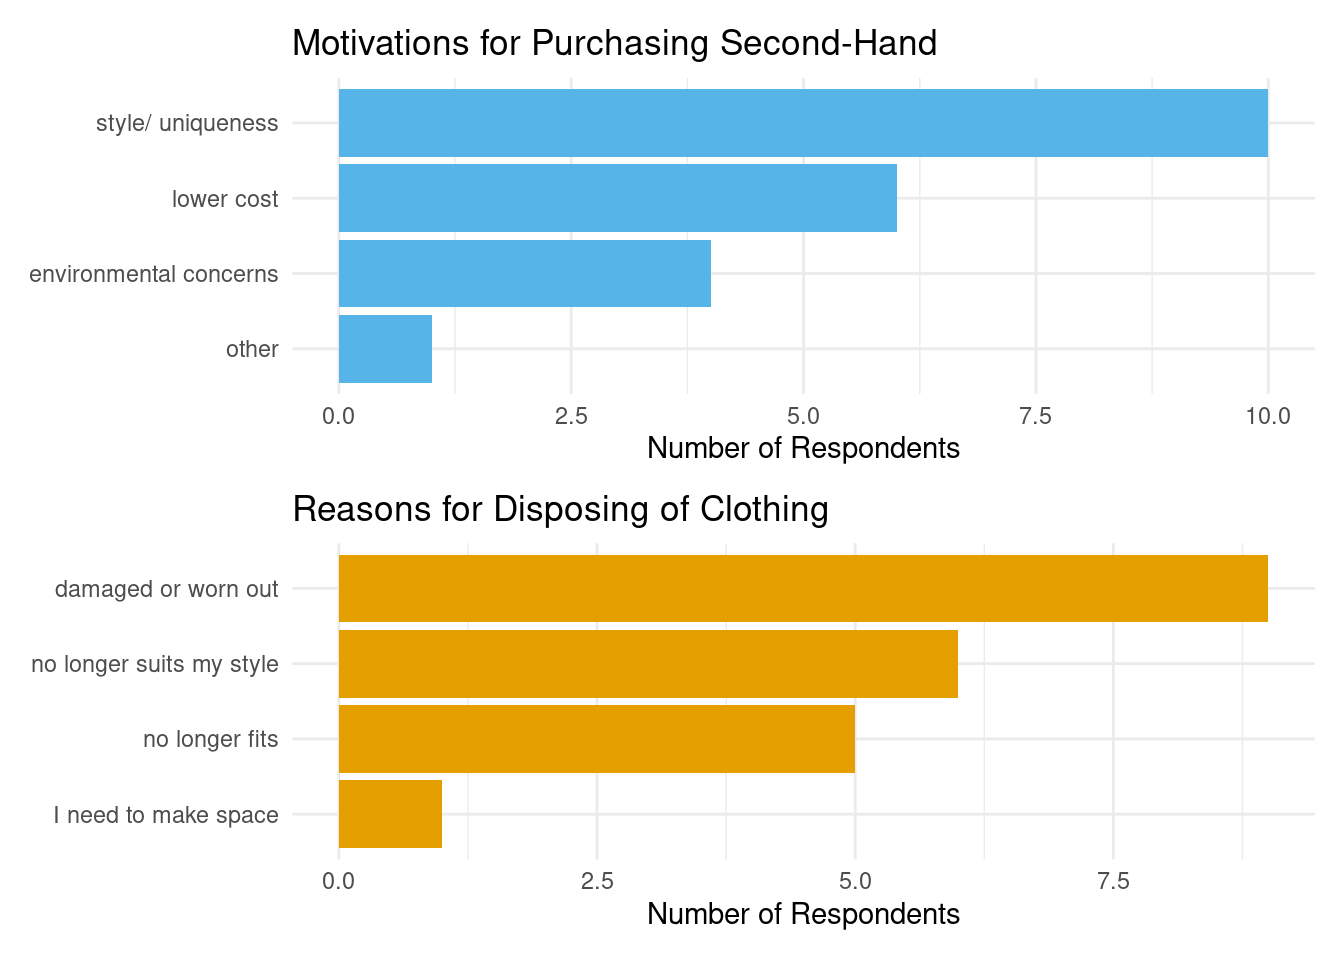 Motivations for Purchasing Second-Hand
style/ uniqueness
lower cost
environmental concerns
other
0.0 2.5 5.0 7.5 10.0
Number of Respondents
Reasons for Disposing of Clothing
damaged or worn out
no longer suits my style
no longer fits
I need to make space
0.0 2.5 5.0 7.5
Number of Respondents